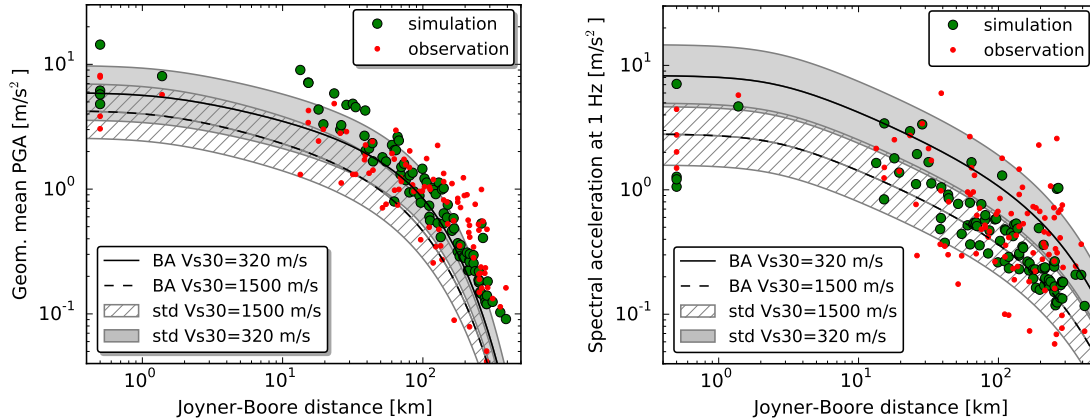 simulation
observation
10¹
10⁰
10⁻¹
Geom. mean PGA [m/s²]
BA Vs30=320 m/s
BA Vs30=1500 m/s
std Vs30=1500 m/s
std Vs30=320 m/s
10⁰
10¹
10²
Joyner-Boore distance [km]
simulation
observation
10¹
10⁰
10⁻¹
Spectral acceleration at 1 Hz [m/s²]
BA Vs30=320 m/s
BA Vs30=1500 m/s
std Vs30=1500 m/s
std Vs30=320 m/s
10⁰
10¹
10²
Joyner-Boore distance [km]